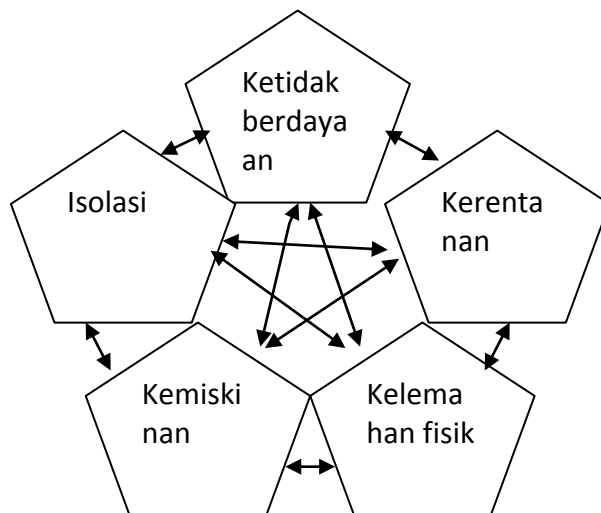 Ketidak
berdaya
an
Isolasi
Kerenta
nan
Kemiski
nan
Kelema
han fisik